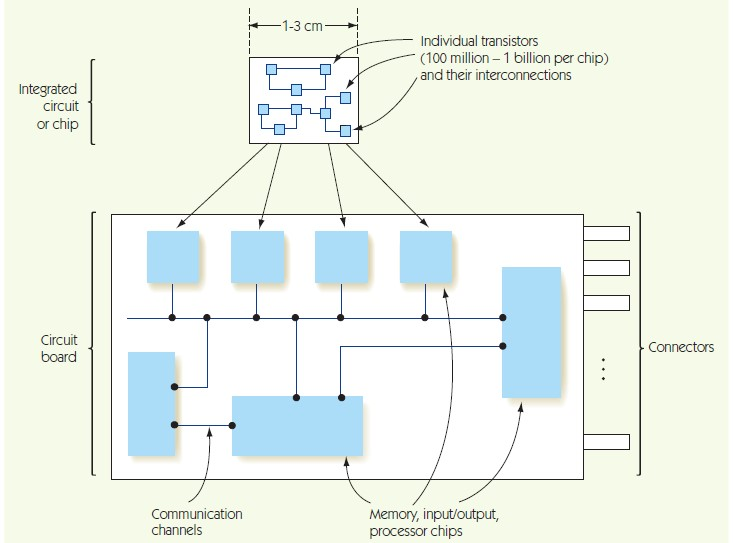 1-3 cm
Individual transistors
(100 million – 1 billion per chip)
and their interconnections
Integrated
circuit
or chip
Circuit
board
Connectors
Communication
channels
Memory, input/output,
processor chips